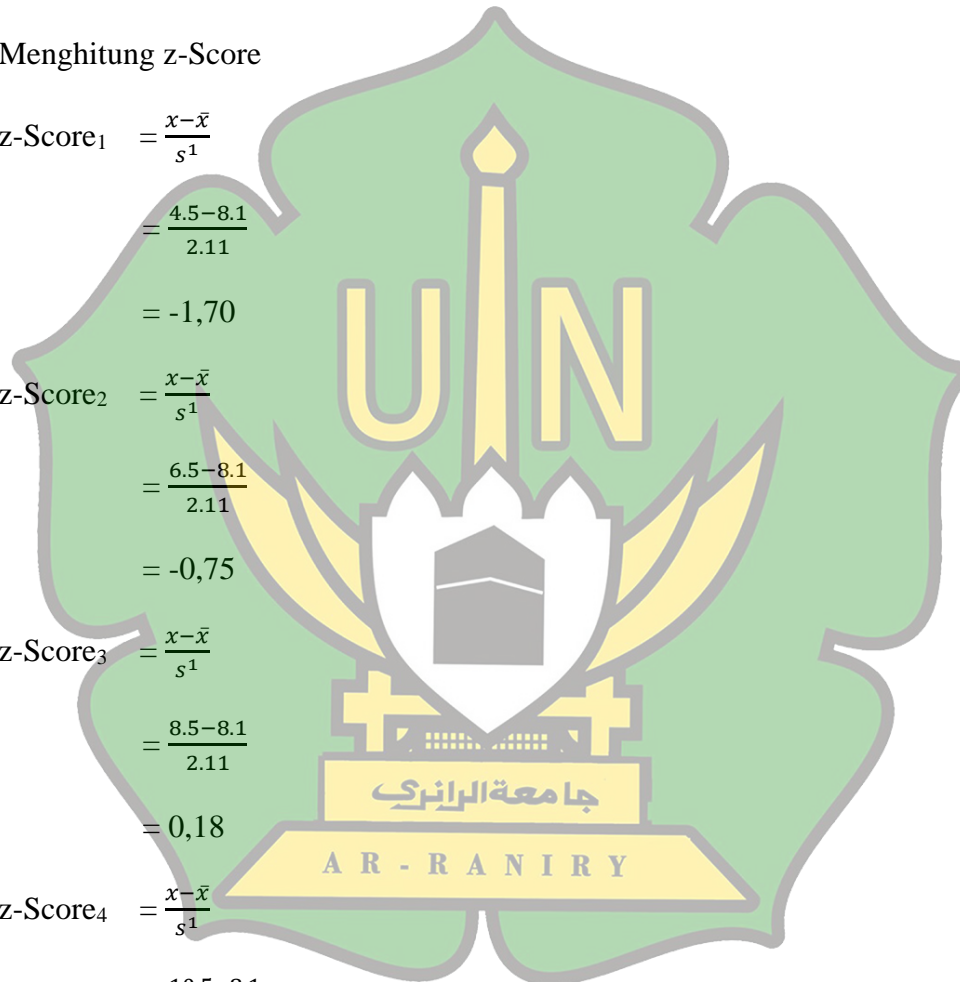 Menghitung z-Score
z-Score₁ = x−x̄ / s¹
= 4.5−8.1 / 2.11
= -1,70
z-Score₂ = x−x̄ / s¹
= 6.5−8.1 / 2.11
= -0,75
z-Score₃ = x−x̄ / s¹
= 8.5−8.1 / 2.11
= 0,18
z-Score₄ = x−x̄ / s¹
UIN
جامعة الرانري
AR-RANIRY